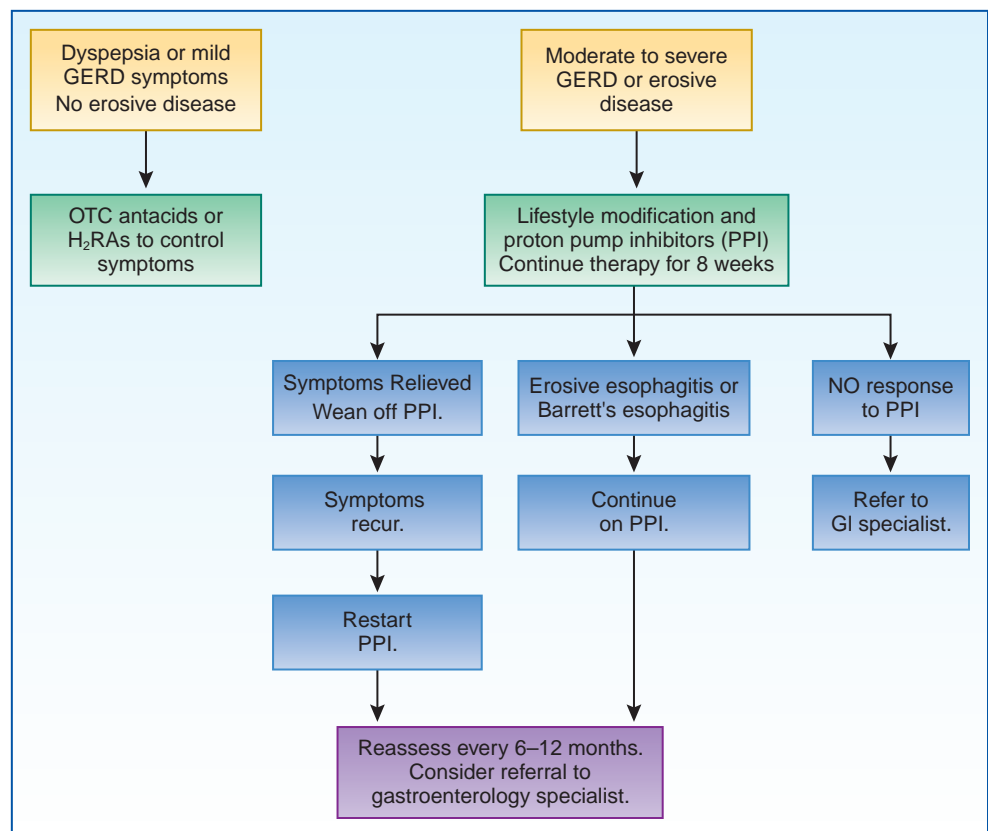 Dyspepsia or mild
GERD symptoms
No erosive disease
Moderate to severe
GERD or erosive
disease
OTC antacids or
H₂RAs to control
symptoms
Lifestyle modification and
proton pump inhibitors (PPI)
Continue therapy for 8 weeks
Symptoms Relieved
Wean off PPI.
Erosive esophagitis or
Barrett's esophagitis
NO response
to PPI
Symptoms
recur.
Continue
on PPI.
Refer to
GI specialist.
Restart
PPI.
Reassess every 6–12 months.
Consider referral to
gastroenterology specialist.